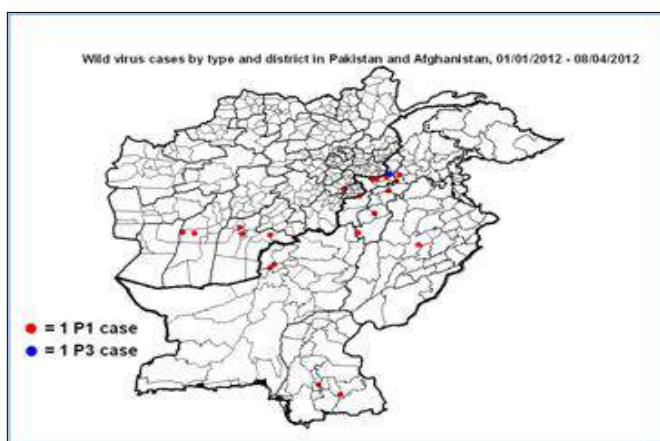 Wild virus cases by type and district in Pakistan and Afghanistan, 01/01/2012 - 08/04/2012
= 1 P1 case
= 1 P3 case